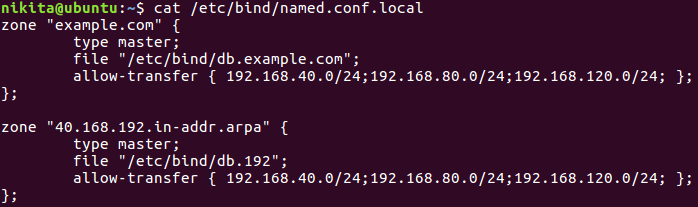 nikita@ubuntu:~$ cat /etc/bind/named.conf.local
zone "example.com" {
        type master;
        file "/etc/bind/db.example.com";
        allow-transfer { 192.168.40.0/24;192.168.80.0/24;192.168.120.0/24; };
};

zone "40.168.192.in-addr.arpa" {
        type master;
        file "/etc/bind/db.192";
        allow-transfer { 192.168.40.0/24;192.168.80.0/24;192.168.120.0/24; };
};